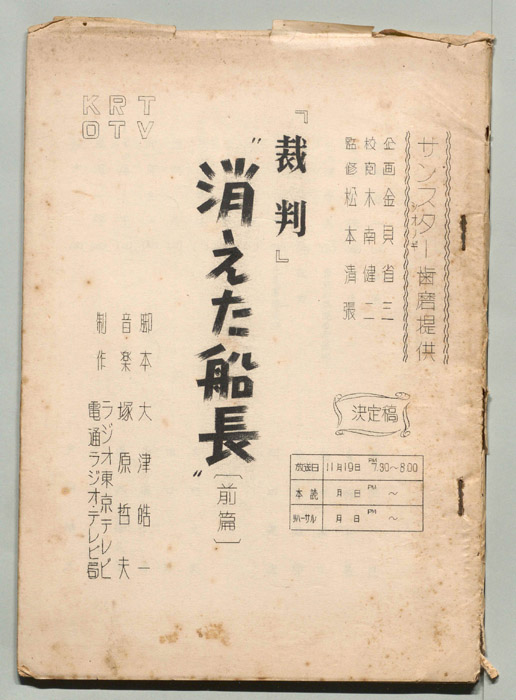 サンスター歯磨提供
シオノギ
企画 金貝省三
校閲 木南健二
監修 松本清張
『裁判』
"消えた船長"
〔前篇〕
KRT
OTV
脚本 大津皓一
音楽 塚原哲夫
制作 ラジオ東京テレビ
電通ラジオ・テレビ局
決定稿
放送日 11月19日 PM 7.30〜8:00
本読 月 日 PM 〜
リハーサル 月 日 PM 〜